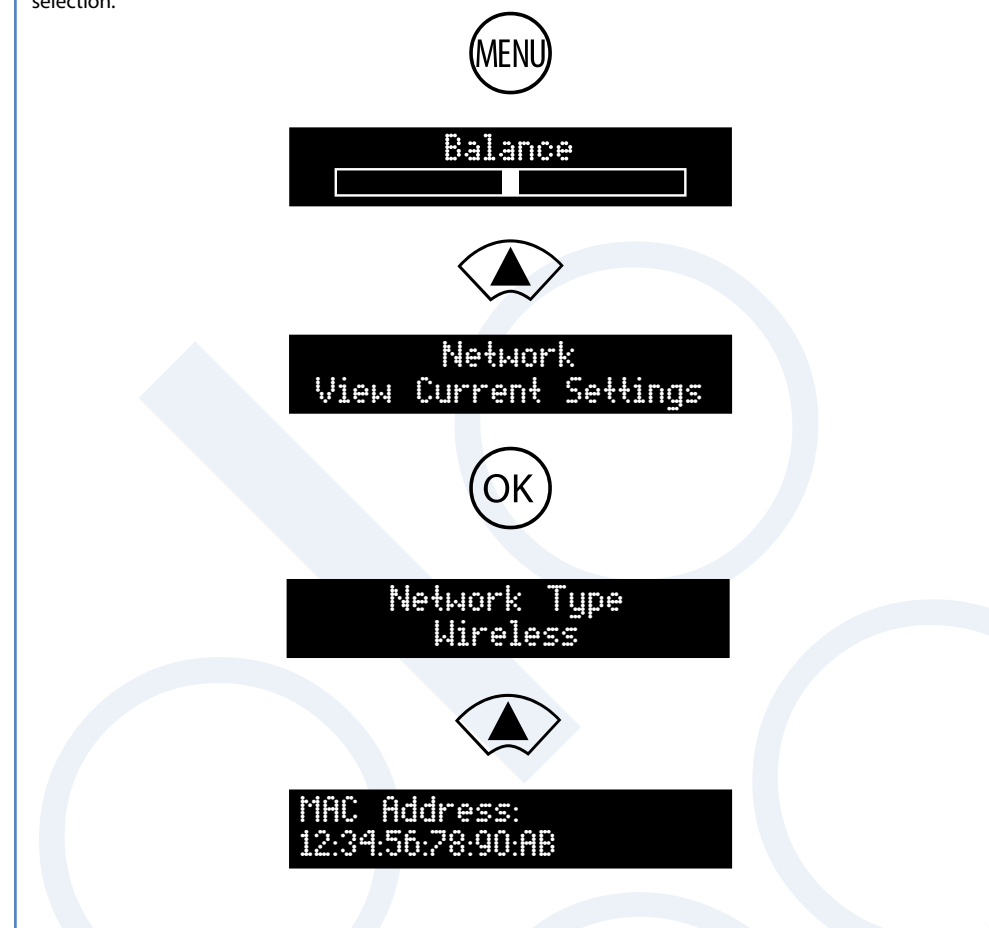 selection.
MENU
Balance
Network
View Current Settings
OK
Network Type
Wireless
MAC Address:
12:34:56:78:90:AB